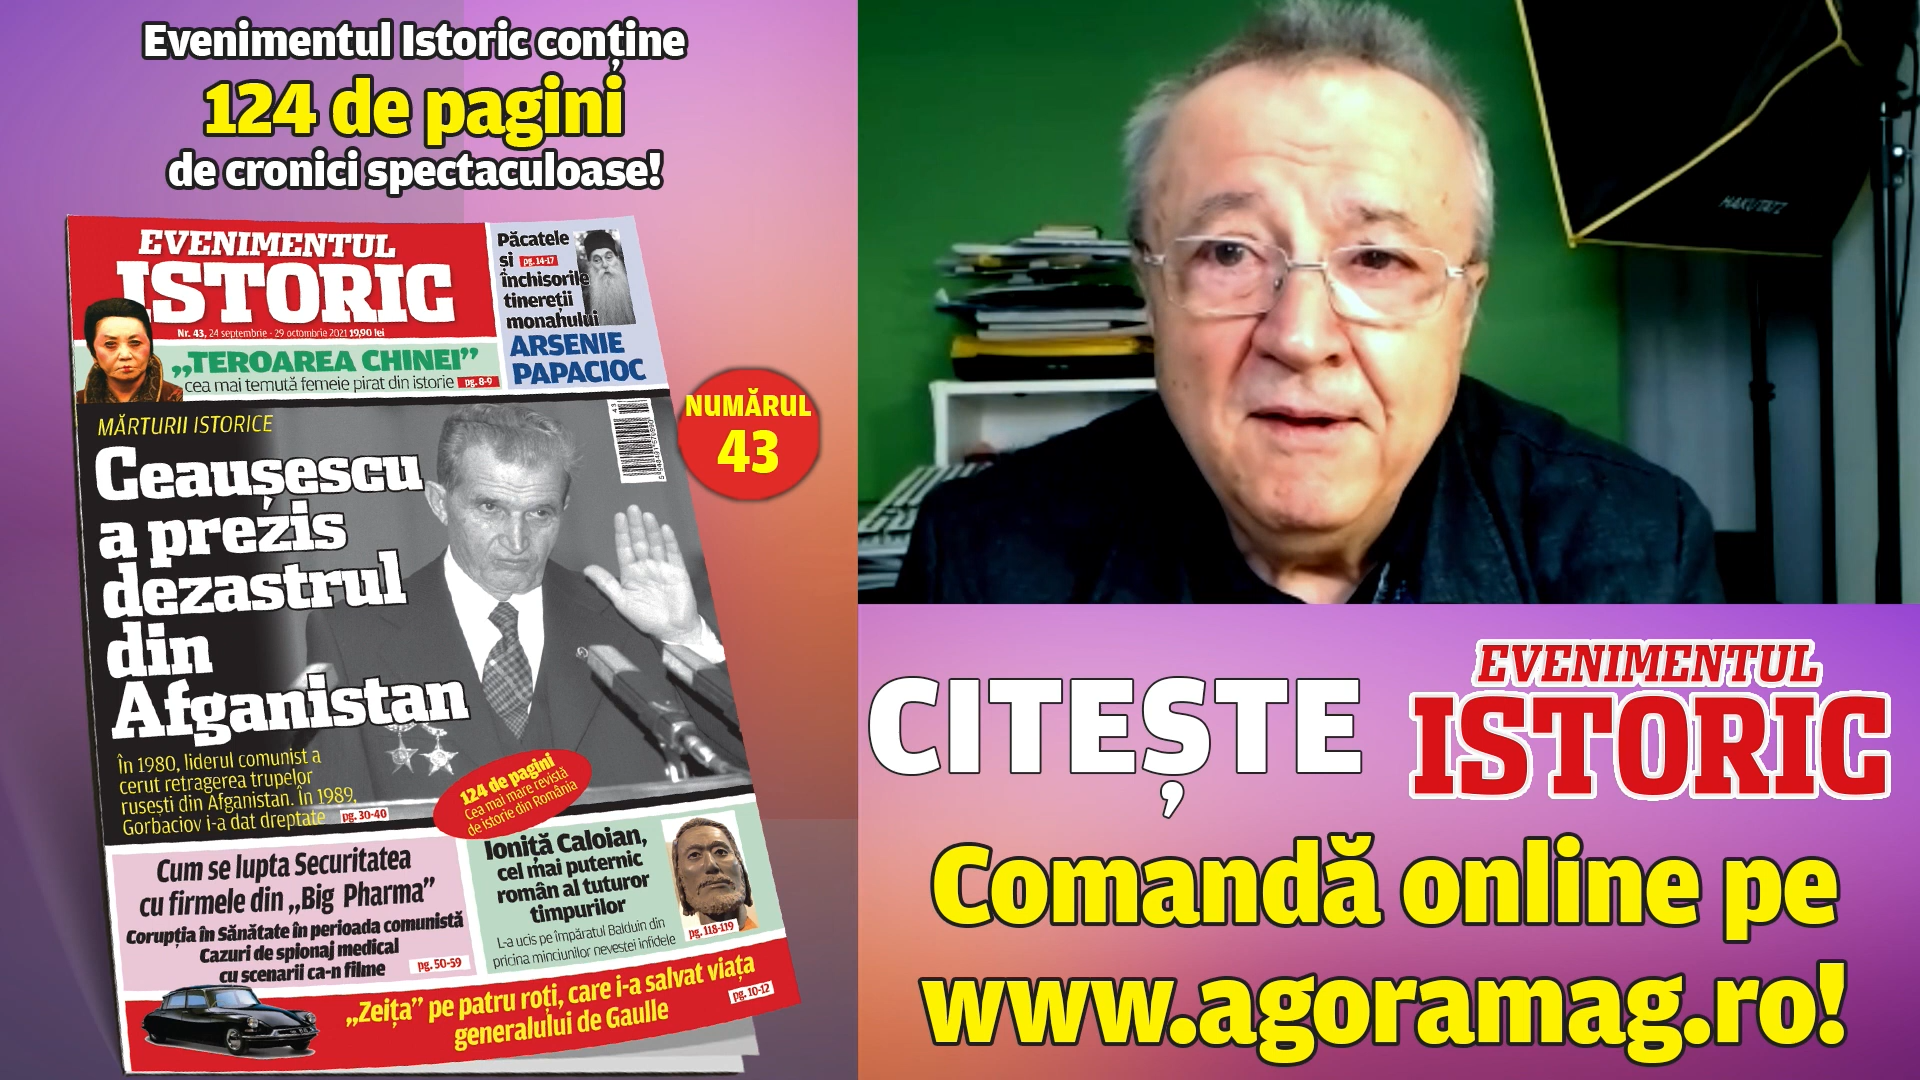 Evenimentul Istoric conține
124 de pagini
de cronici spectaculoase!
EVENIMENTUL
ISTORIC
Nr. 43, 24 septembrie - 29 octombrie 2021 19,90 lei
„TEROAREA CHINEI”
cea mai temută femeie pirat din istorie pg. 8-9
Păcatele
și pg. 14-17
închisorile
tinereții
monahului
ARSENIE
PAPACIOC
MĂRTURII ISTORICE
Ceaușescu
a prezis
dezastrul
din
Afganistan
În 1980, liderul comunist a
cerut retragerea trupelor
rusești din Afganistan. În 1989,
Gorbaciov i-a dat dreptate pg. 30-40
124 de pagini
Cea mai mare revistă
de istorie din România
NUMĂRUL
43
Cum se lupta Securitatea
cu firmele din „Big Pharma”
Corupția în Sănătate în perioada comunistă
Cazuri de spionaj medical
cu scenarii ca-n filme pg. 50-59
Ioniță Caloian,
cel mai puternic
român al tuturor
timpurilor
L-a ucis pe împăratul Balduin din
pricina minciunilor nevestei infidele
pg. 118-119
„Zeița” pe patru roți, care i-a salvat viața
generalului de Gaulle
pg. 10-12
HAKUTATZ
CITEȘTE
EVENIMENTUL
ISTORIC
Comandă online pe
www.agoramag.ro!